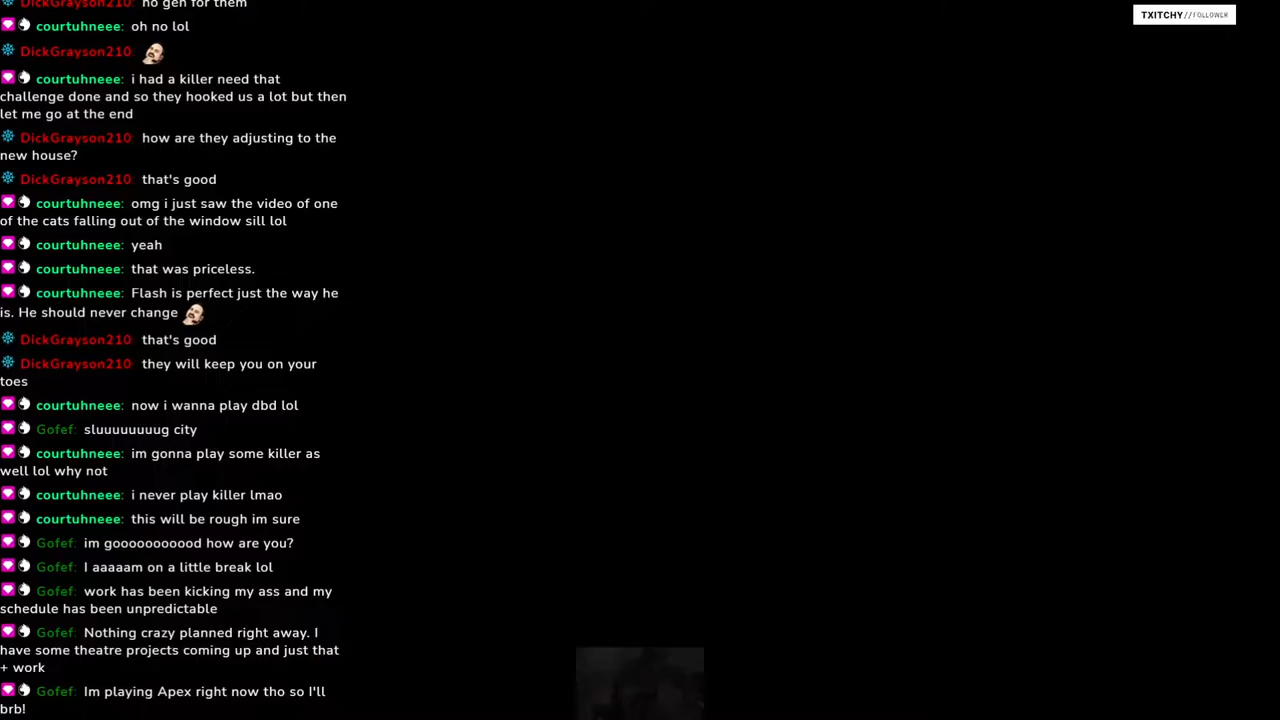 DickGrayson210: no gen for them
TXITCHY//FOLLOWER
courtuhneee: oh no lol
DickGrayson210:
courtuhneee: i had a killer need that
challenge done and so they hooked us a lot but then
let me go at the end
DickGrayson210: how are they adjusting to the
new house?
DickGrayson210: that's good
courtuhneee: omg i just saw the video of one
of the cats falling out of the window sill lol
courtuhneee: yeah
courtuhneee: that was priceless.
courtuhneee: Flash is perfect just the way he
is. He should never change
DickGrayson210: that's good
DickGrayson210: they will keep you on your
toes
courtuhneee: now i wanna play dbd lol
Gofef: sluuuuuuuug city
courtuhneee: im gonna play some killer as
well lol why not
courtuhneee: i never play killer lmao
courtuhneee: this will be rough im sure
Gofef: im goooooooood how are you?
Gofef: I aaaaam on a little break lol
Gofef: work has been kicking my ass and my
schedule has been unpredictable
Gofef: Nothing crazy planned right away. I
have some theatre projects coming up and just that
+ work
Gofef: Im playing Apex right now tho so I'll
brb!